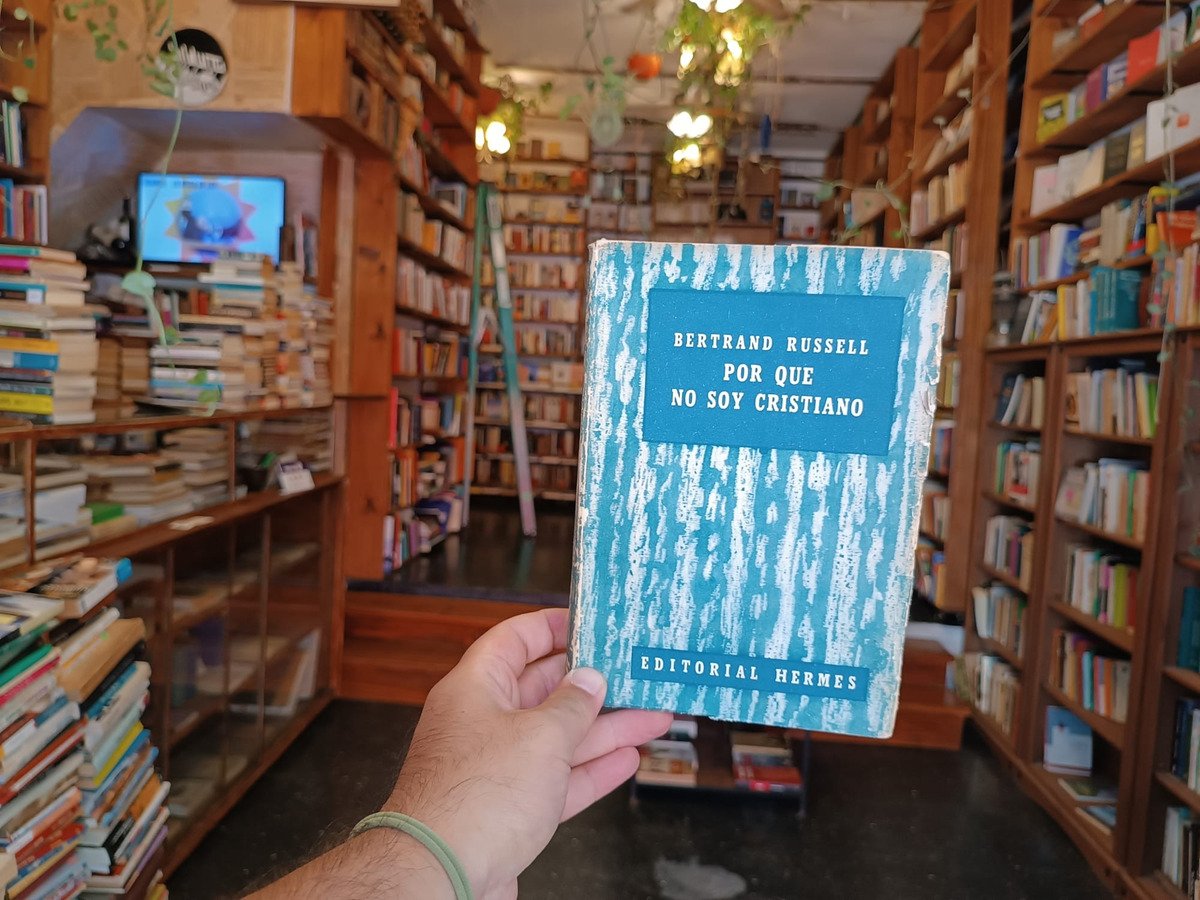 BERTRAND RUSSELL
POR QUE
NO SOY CRISTIANO
EDITORIAL HERMES